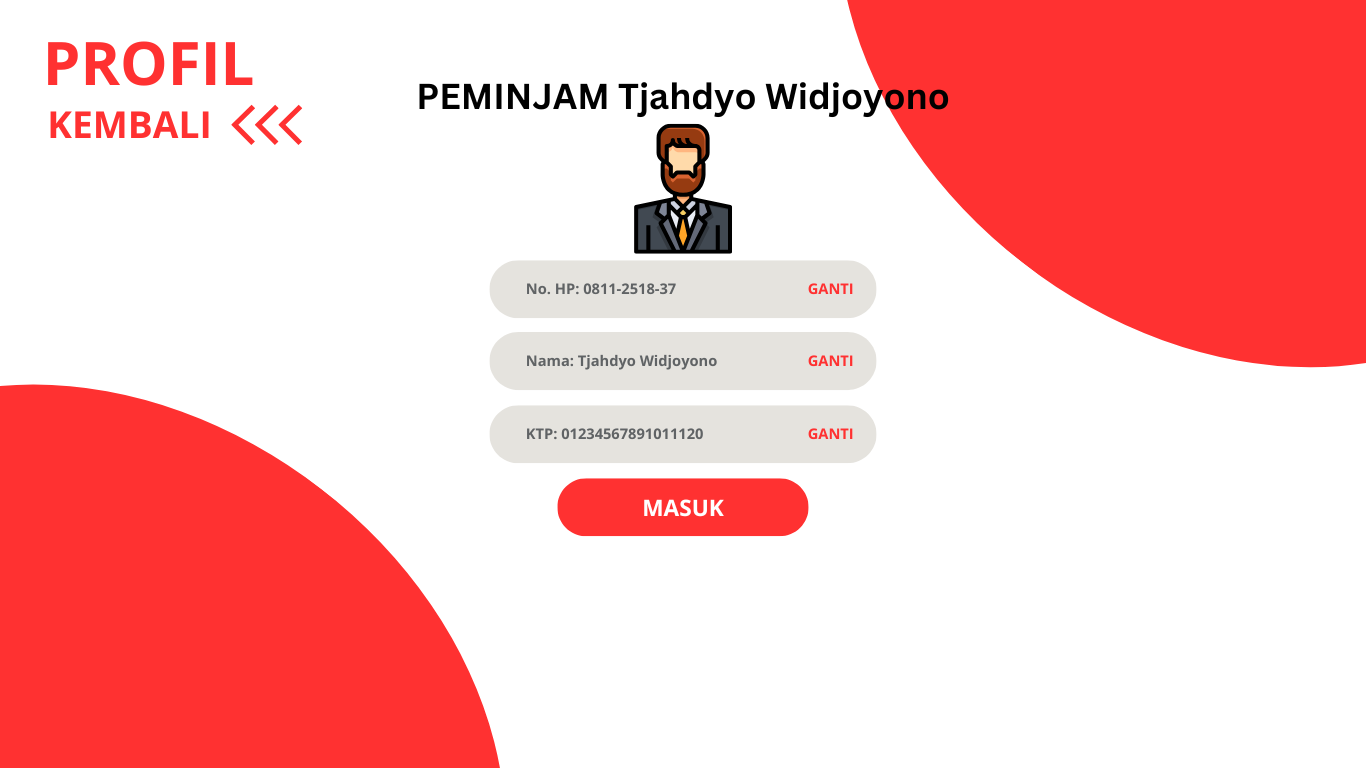 PROFIL
KEMBALI
PEMINJAM Tjahdyo Widjoyono
No. HP: 0811-2518-37 GANTI
Nama: Tjahdyo Widjoyono GANTI
KTP: 01234567891011120 GANTI
MASUK